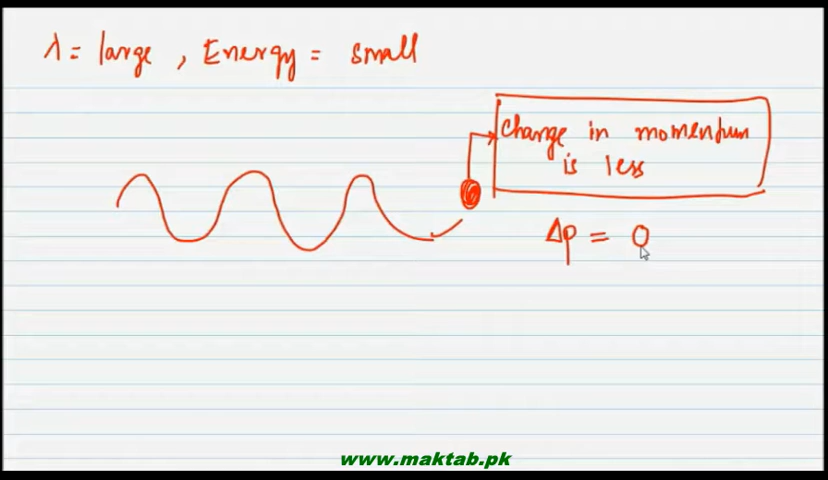 λ = large , Energy = small
Change in momentum
is less
Δp = 0
www.maktab.pk